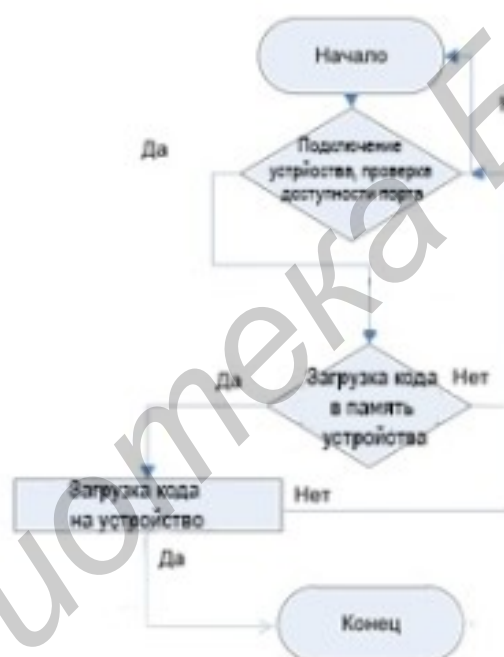 Начало
Да
Подключение
устрйоства, проверка
доступности порта
Да
Загрузка кода
Нет
в память
устройства
Загрузка кода
на устройство
Нет
Да
Конец